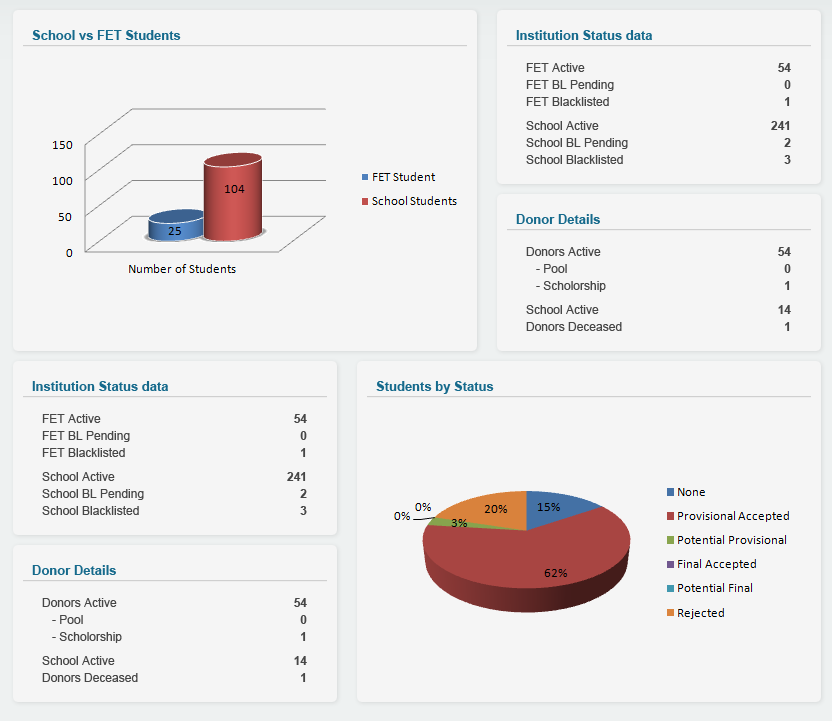 School vs FET Students
150
100
50
0
25
104
Number of Students
FET Student
School Students
Institution Status data
FET Active 54
FET BL Pending 0
FET Blacklisted 1
School Active 241
School BL Pending 2
School Blacklisted 3
Donor Details
Donors Active 54
- Pool 0
- Scholorship 1
School Active 14
Donors Deceased 1
Institution Status data
FET Active 54
FET BL Pending 0
FET Blacklisted 1
School Active 241
School BL Pending 2
School Blacklisted 3
Donor Details
Donors Active 54
- Pool 0
- Scholorship 1
School Active 14
Donors Deceased 1
Students by Status
0%
0%
3%
20%
15%
62%
None
Provisional Accepted
Potential Provisional
Final Accepted
Potential Final
Rejected